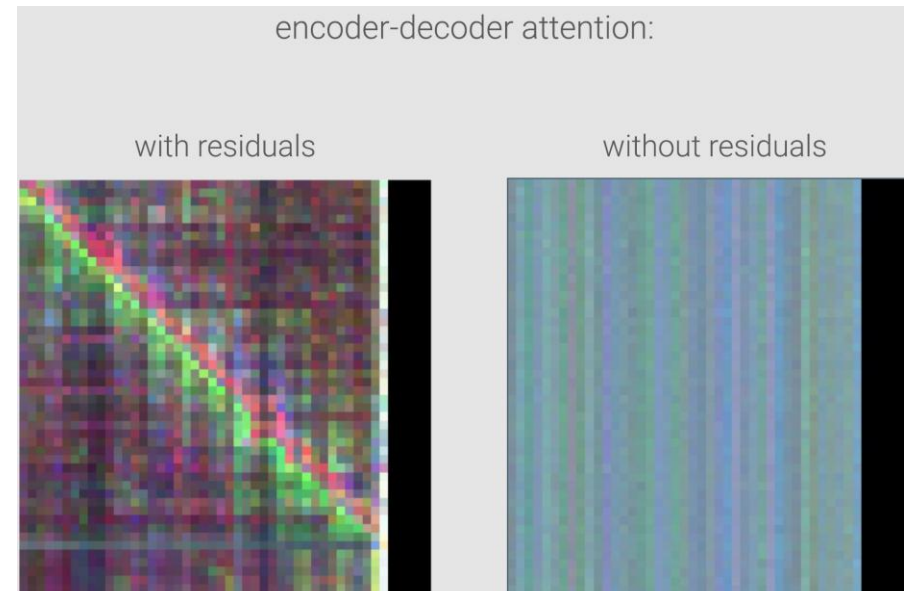 encoder-decoder attention:
with residuals
without residuals